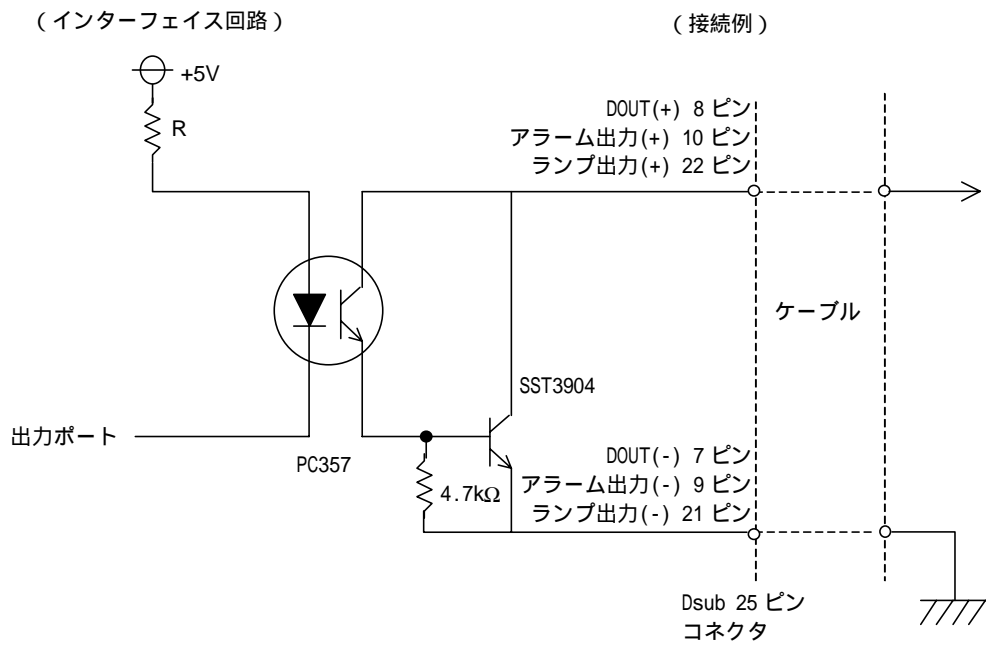 (インターフェイス回路)
(接続例)
+5V
R
DOUT(+) 8 ピン
アラーム出力(+) 10 ピン
ランプ出力(+) 22 ピン
ケーブル
SST3904
出力ポート
PC357
4.7kΩ
DOUT(-) 7 ピン
アラーム出力(-) 9 ピン
ランプ出力(-) 21 ピン
Dsub 25 ピン
コネクタ